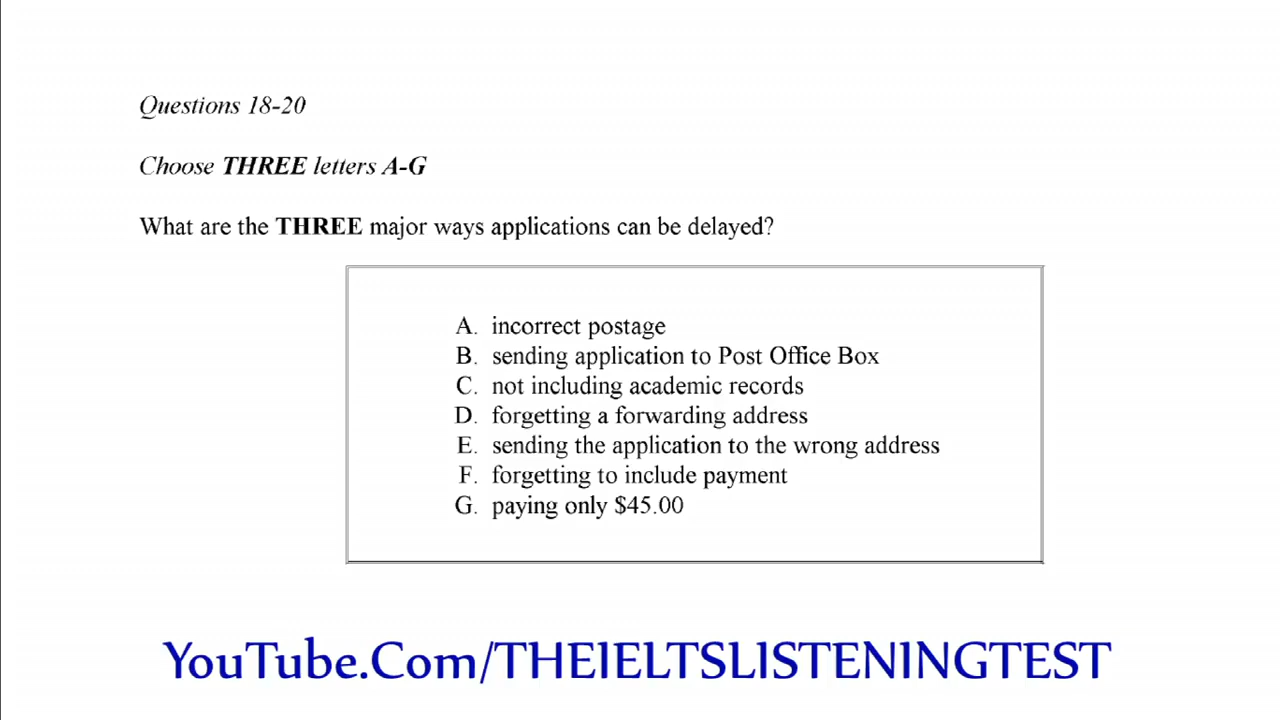 Questions 18-20
Choose THREE letters A-G
What are the THREE major ways applications can be delayed?
A. incorrect postage
B. sending application to Post Office Box
C. not including academic records
D. forgetting a forwarding address
E. sending the application to the wrong address
F. forgetting to include payment
G. paying only $45.00
YouTube.Com/THEIELTSLISTENINGTEST